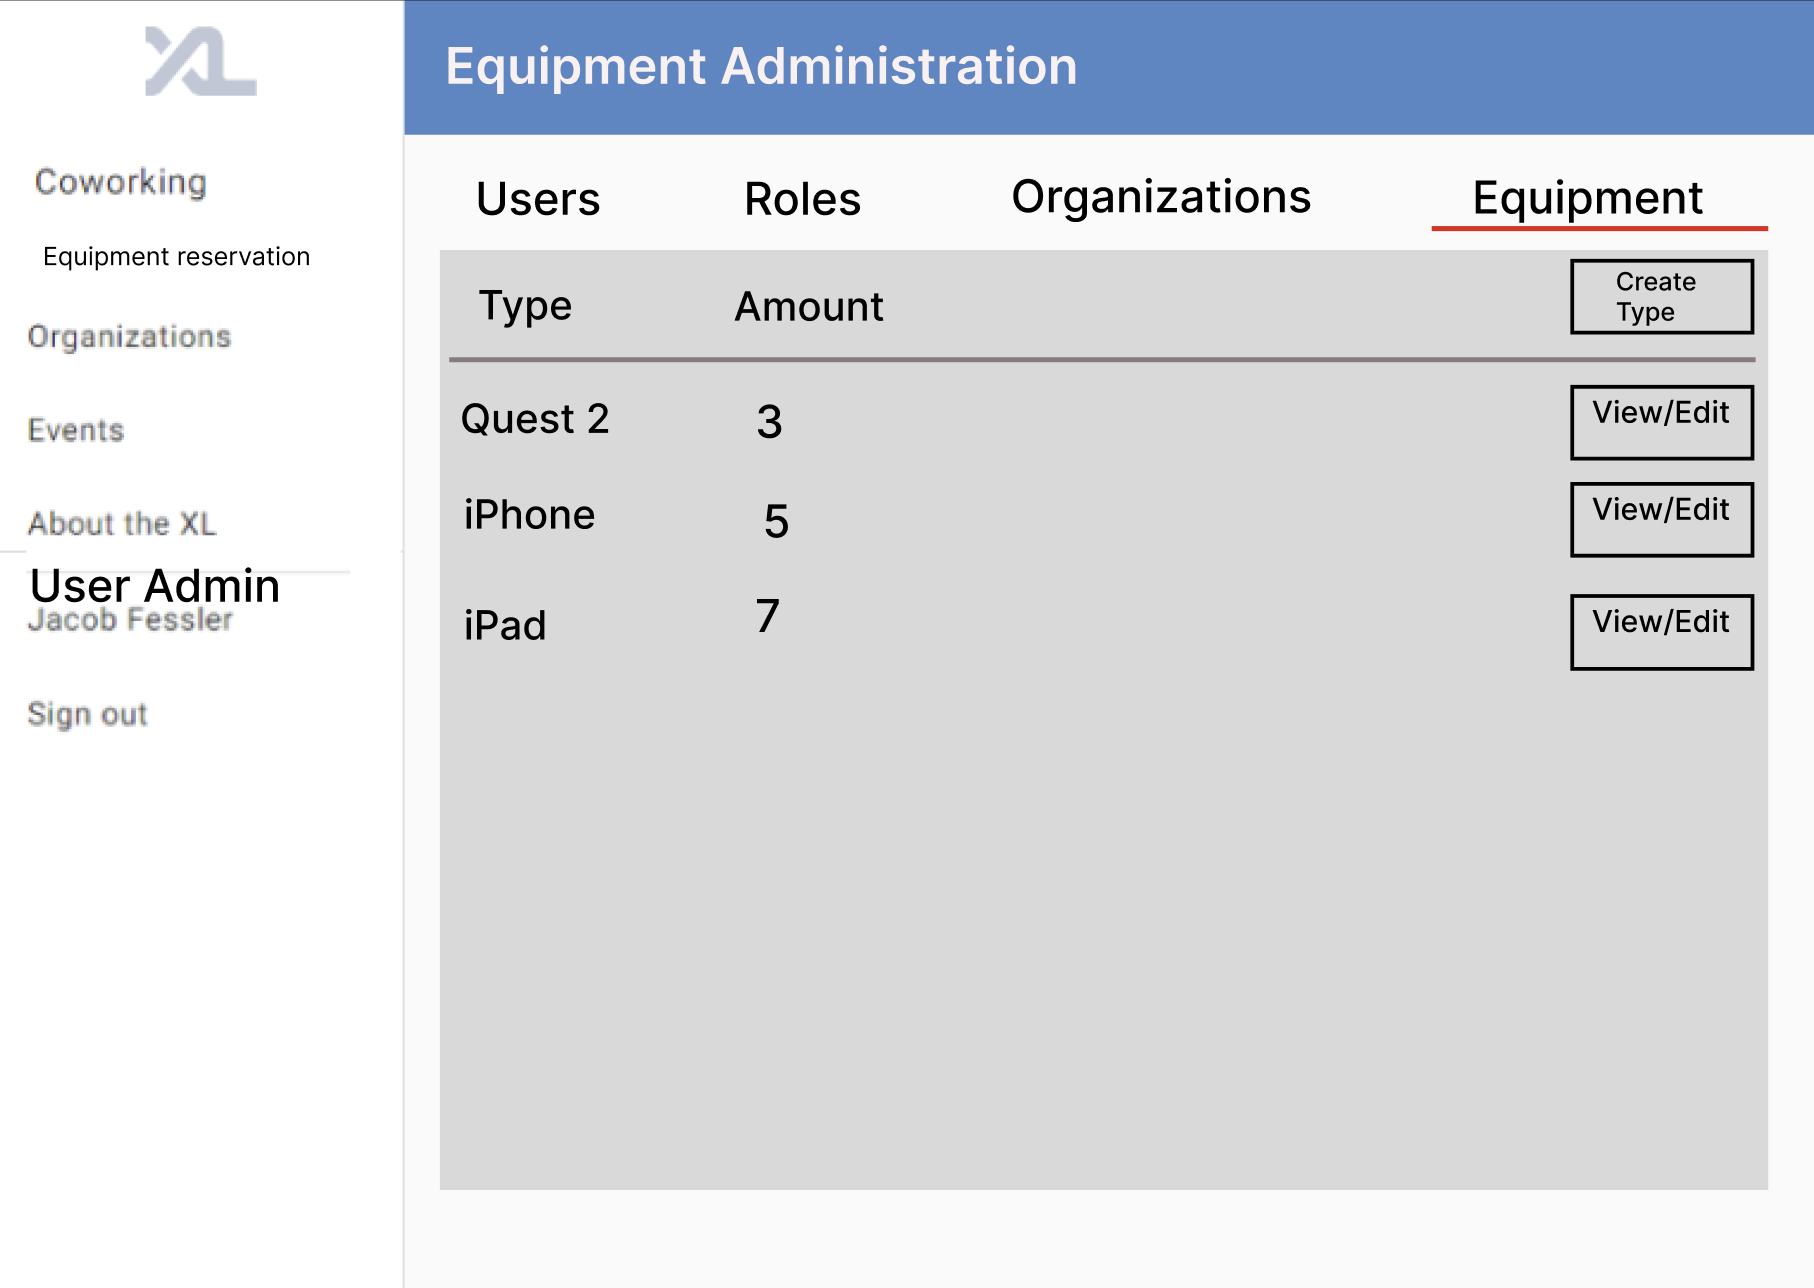 XL
Coworking
Equipment reservation
Organizations
Events
About the XL
User Admin
Jacob Fessler
Sign out
Equipment Administration
Users Roles Organizations Equipment
Type Amount
Create
Type
Quest 2 3 View/Edit
iPhone 5 View/Edit
iPad 7 View/Edit